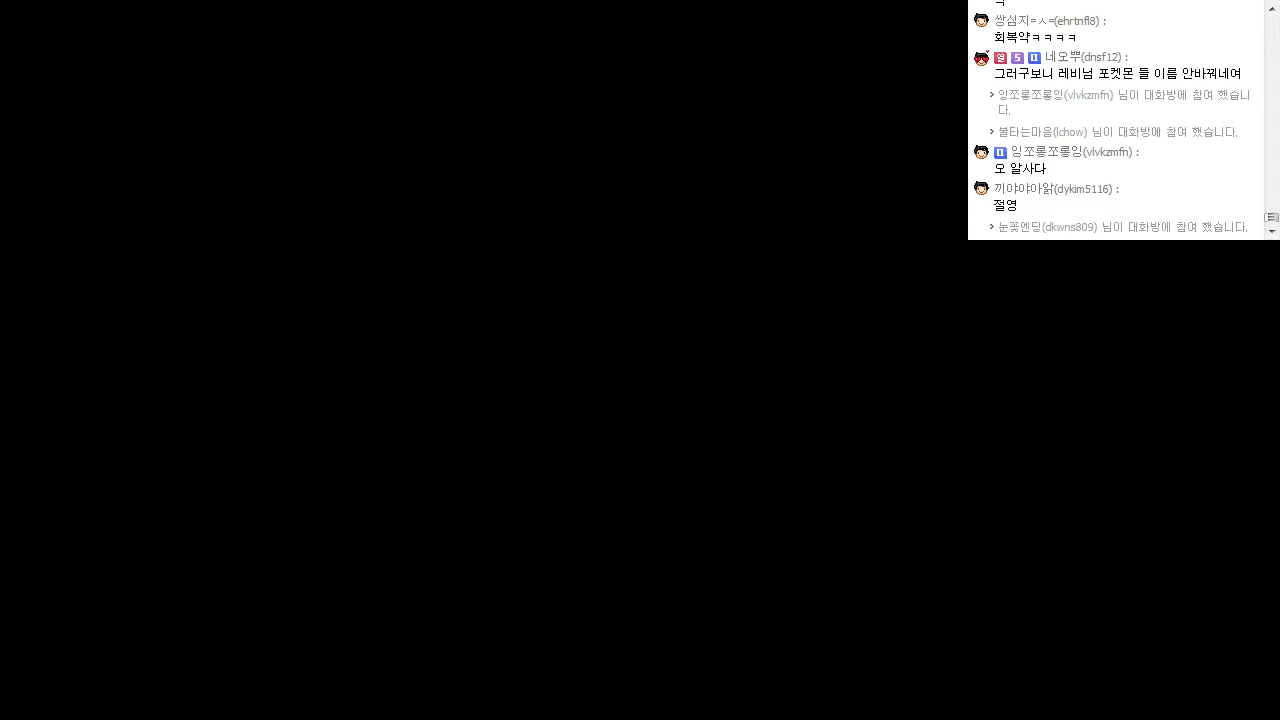 쌍심지=ㅅ=(ehrtnfl8) :
회복약ㅋㅋㅋㅋ
열 5 Q 네오뿌(dnsf12) :
그러구보니 레비넘 포켓몬 들 이름 안바꿔네여
> 잉쪼롱쪼롱잉(vlvkzmfn) 님이 대화방에 참여 했습니
다.
> 불타는마음(lchow) 님이 대화방에 참여 했습니다.
잉쪼롱쪼롱잉(vlvkzmfn) :
오 알사다
끼야야아앍(dykim5116) :
절영
> 눈꽃엔딩(dkwns809) 님이 대화방에 참여 했습니다.